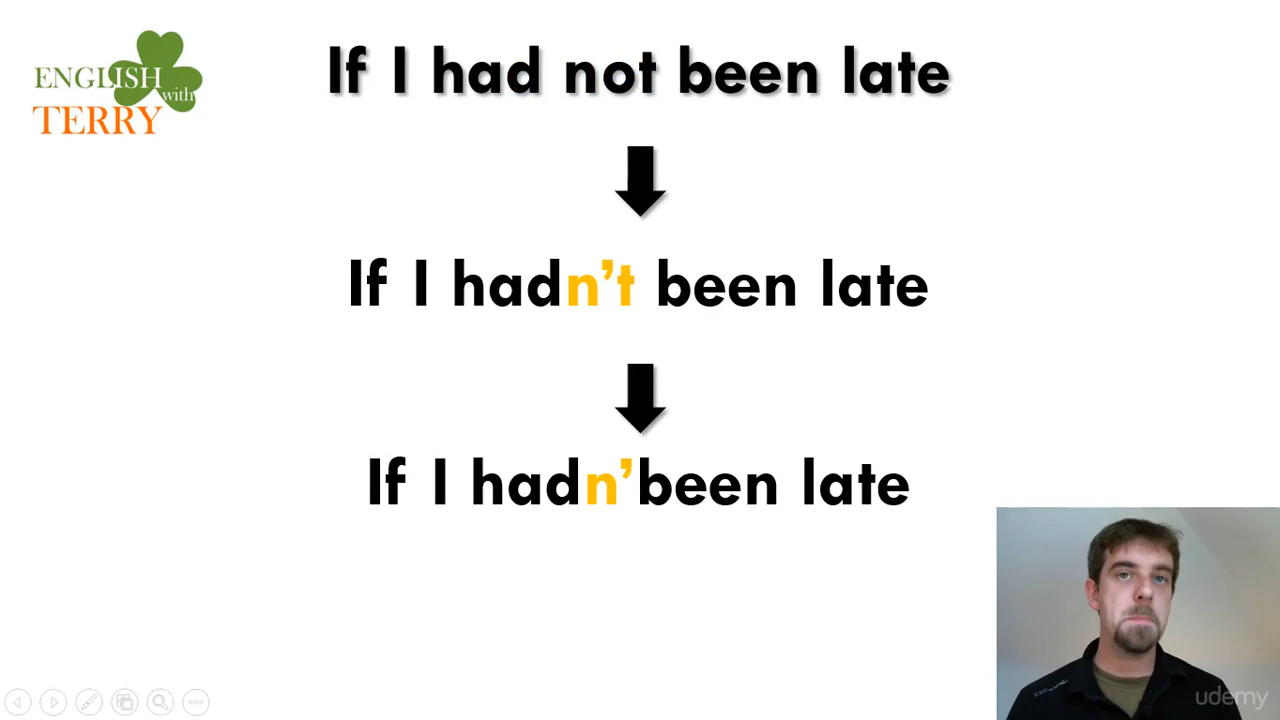 ENGLISH
with
TERRY
If I had not been late
If I hadn't been late
If I hadn'been late
udemy